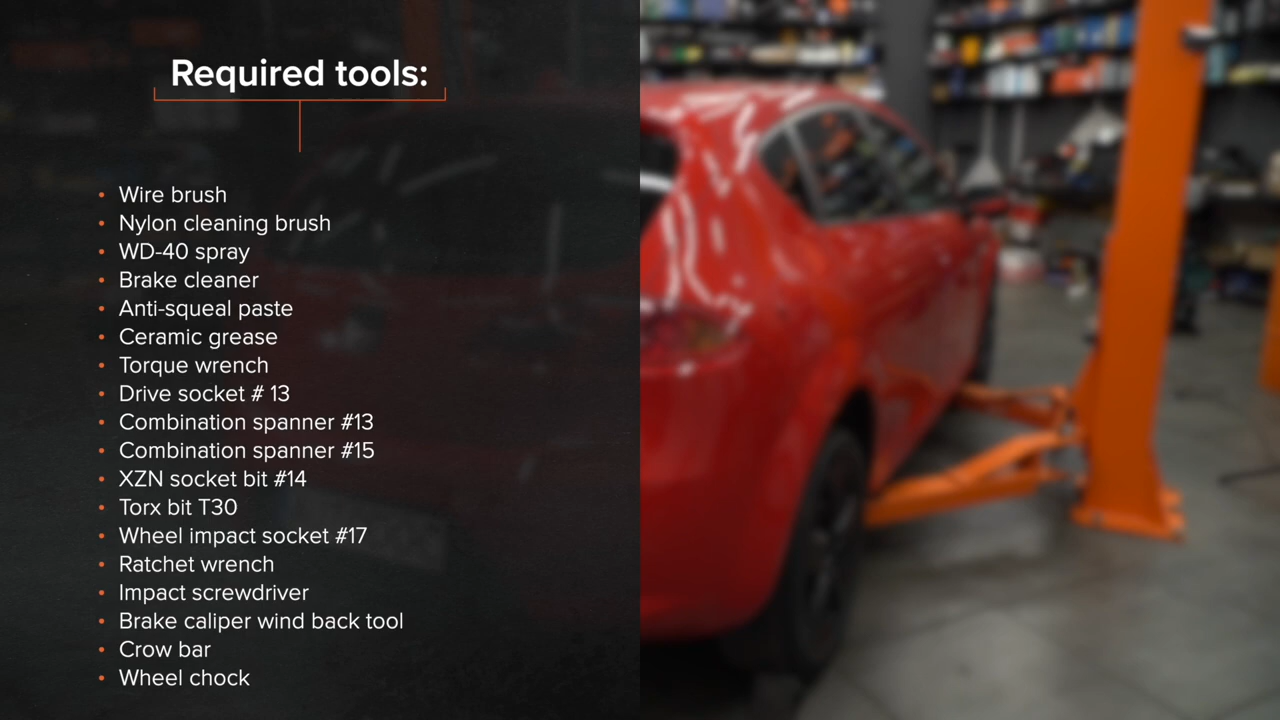 Required tools:
• Wire brush
• Nylon cleaning brush
• WD-40 spray
• Brake cleaner
• Anti-squeal paste
• Ceramic grease
• Torque wrench
• Drive socket # 13
• Combination spanner #13
• Combination spanner #15
• XZN socket bit #14
• Torx bit T30
• Wheel impact socket #17
• Ratchet wrench
• Impact screwdriver
• Brake caliper wind back tool
• Crow bar
• Wheel chock